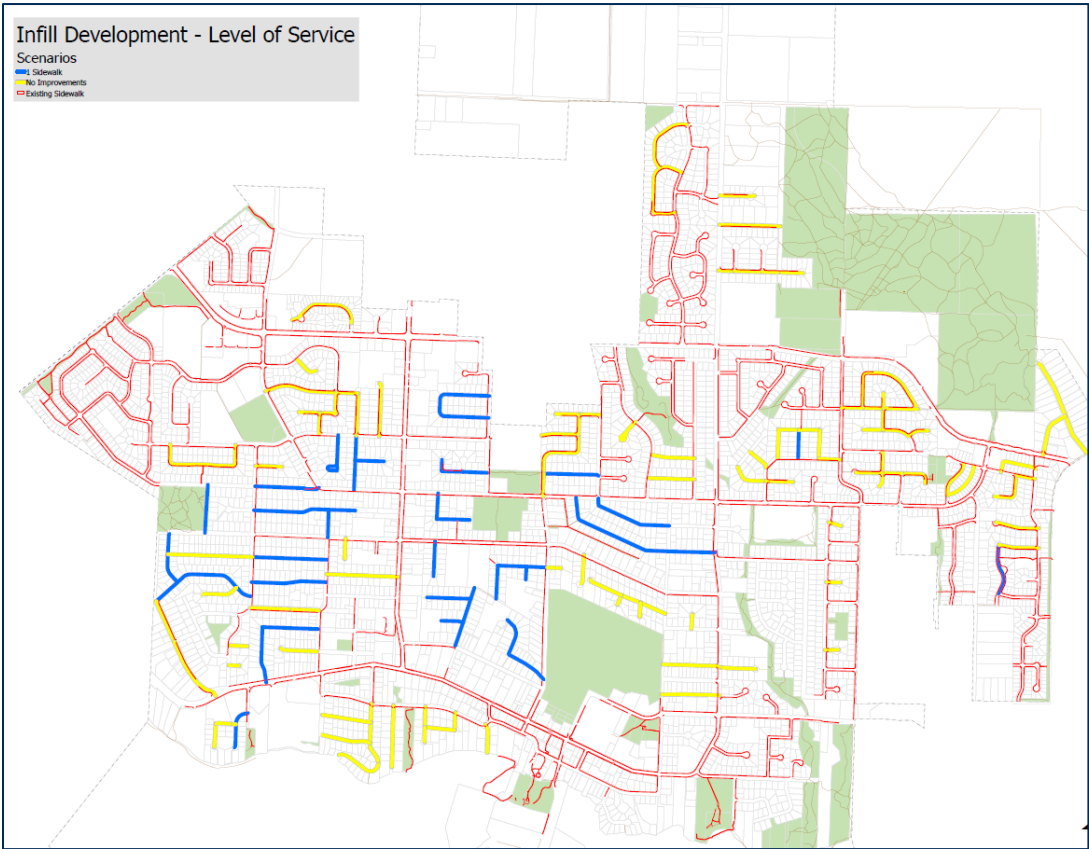 Infill Development - Level of Service
Scenarios
1 Sidewalk
No Improvements
Existing Sidewalk